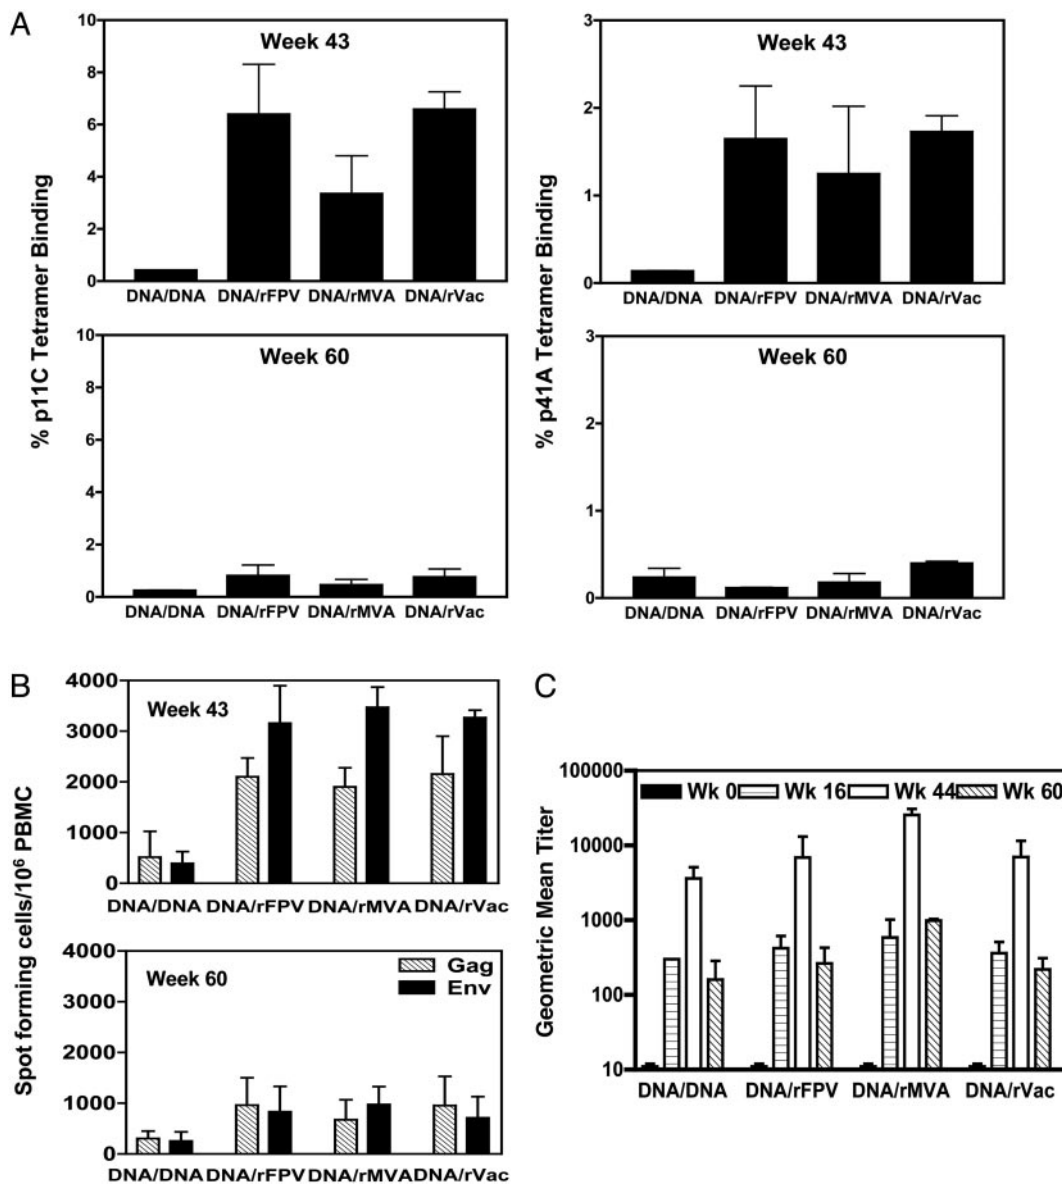 A
% p11C Tetramer Binding
Week 43
10
8
6
4
2
0
DNA/DNA DNA/rFPV DNA/rMVA DNA/rVac
Week 60
10
8
6
4
2
0
DNA/DNA DNA/rFPV DNA/rMVA DNA/rVac
% p41A Tetramer Binding
Week 43
3
2
1
0
DNA/DNA DNA/rFPV DNA/rMVA DNA/rVac
Week 60
3
2
1
0
DNA/DNA DNA/rFPV DNA/rMVA DNA/rVac
B
Spot forming cells/10⁶ PBMC
Week 43
4000
3000
2000
1000
0
DNA/DNA DNA/rFPV DNA/rMVA DNA/rVac
Week 60
Gag
Env
4000
3000
2000
1000
0
DNA/DNA DNA/rFPV DNA/rMVA DNA/rVac
C
Geometric Mean Titer
Wk 0 Wk 16 Wk 44 Wk 60
100000
10000
1000
100
10
DNA/DNA DNA/rFPV DNA/rMVA DNA/rVac